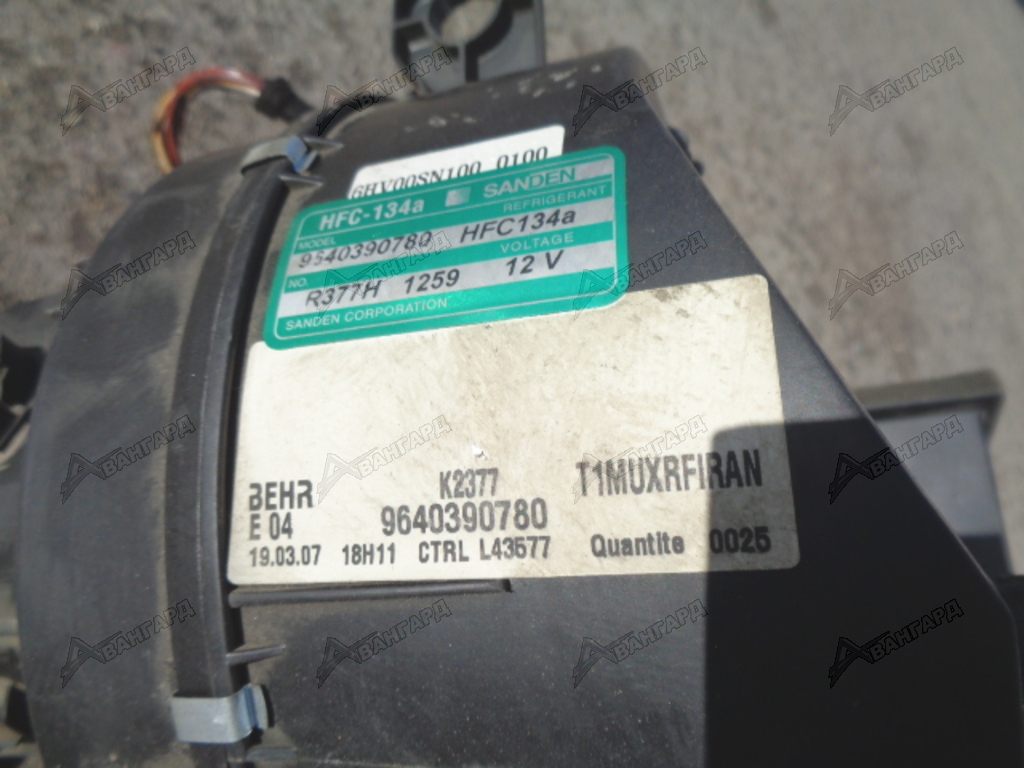 6HV00SN100 0100
HFC-134a SANDEN
REFRIGERANT
MODEL
9640390780 HFC134a
VOLTAGE
NO.
R377H 1259 12 V
SANDEN CORPORATION
BEHR K2377 T1MUXRFIRAN
E 04 9640390780
19.03.07 18H11 CTRL L43577 Quantite 0025
АВАНГАРД